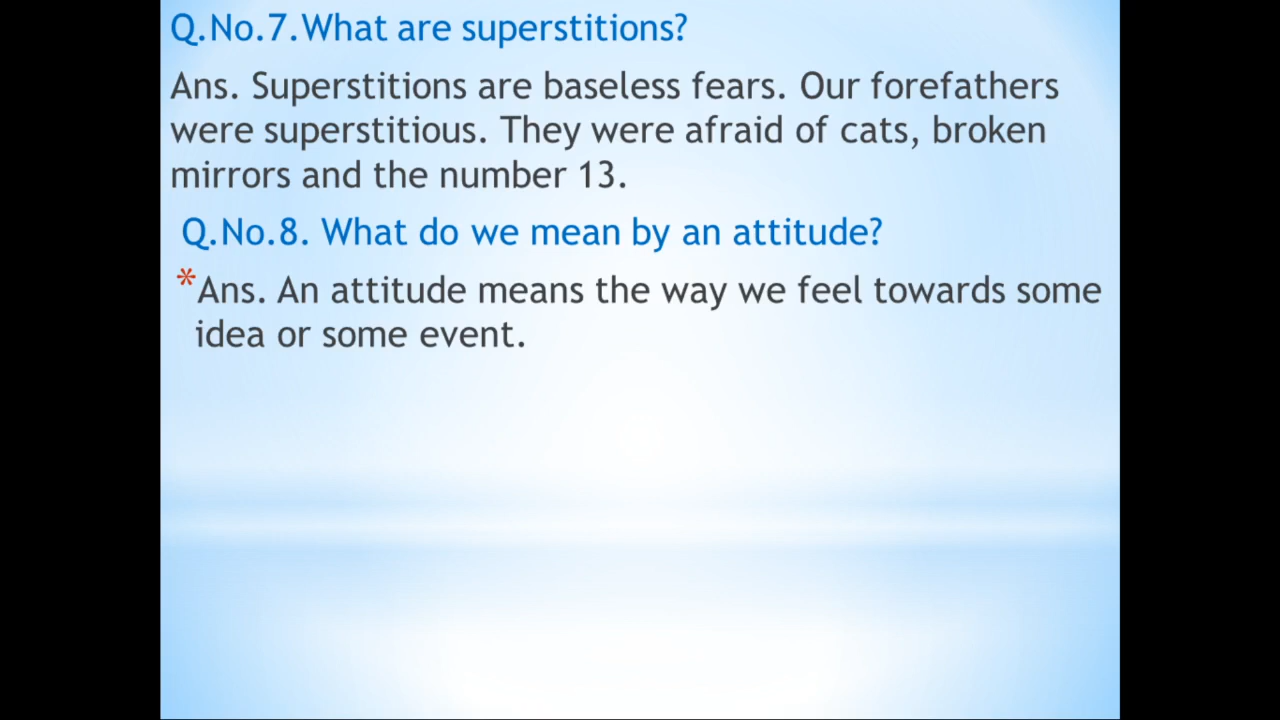 Q.No.7.What are superstitions?
Ans. Superstitions are baseless fears. Our forefathers
were superstitious. They were afraid of cats, broken
mirrors and the number 13.
Q.No.8. What do we mean by an attitude?
*Ans. An attitude means the way we feel towards some
idea or some event.